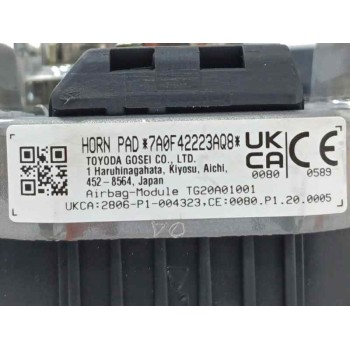 HORN PAD *7A0F42223AQ8*
TOYODA GOSEI CO., LTD.
1 Haruhinagahata, Kiyosu, Aichi,
452-8564, Japan
Airbag-Module TG20A01001
UKCA:2806-P1-004323,CE:0080.P1.20.0005
UK
CA
0080
0589